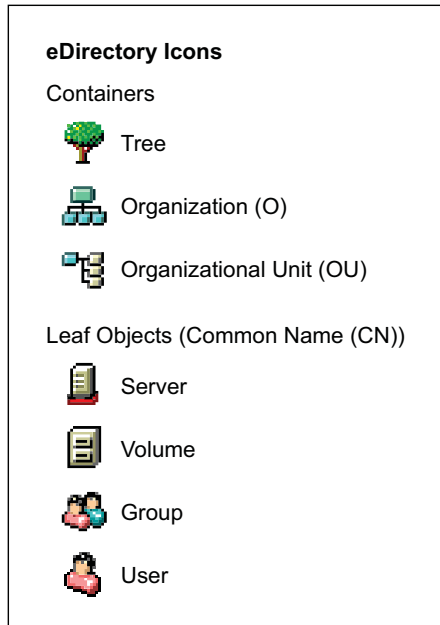 eDirectory Icons
Containers
Tree
Organization (O)
Organizational Unit (OU)
Leaf Objects (Common Name (CN))
Server
Volume
Group
User